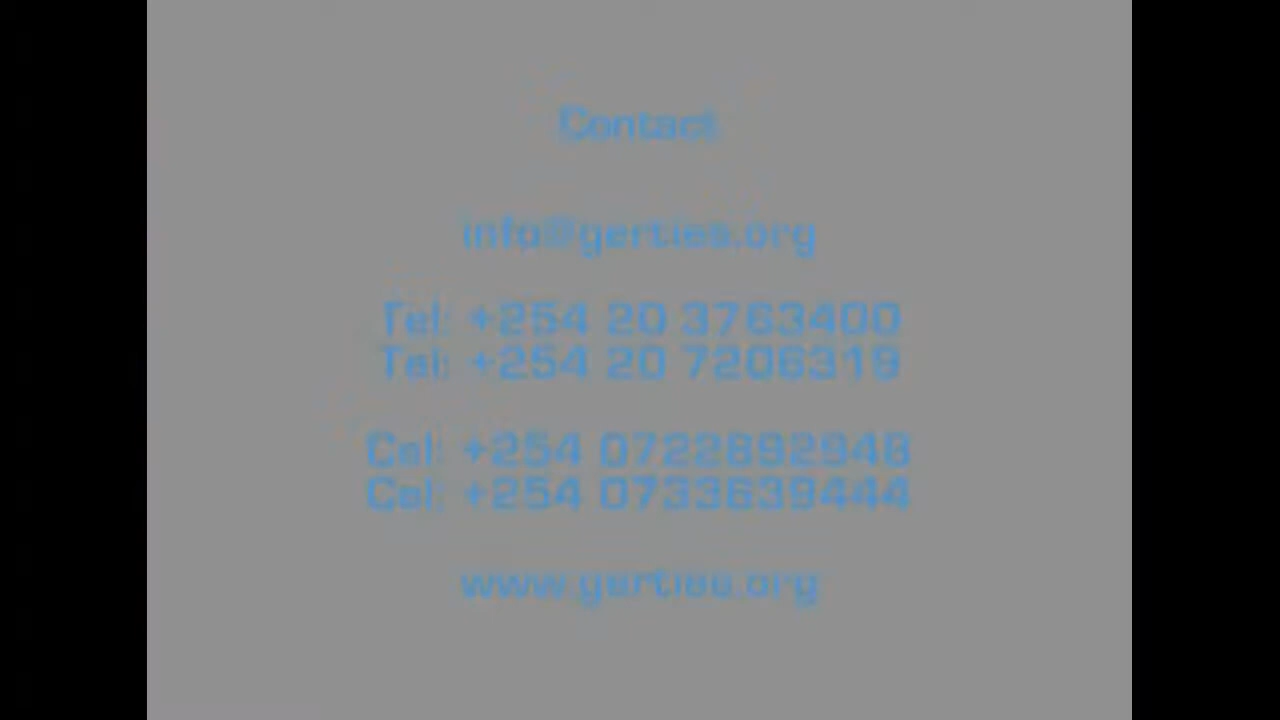 Contact
info@gerties.org
Tel: +254 20 3763400
Tel: +254 20 7206319
Cel: +254 0722892948
Cel: +254 0733639444
www.gerties.org